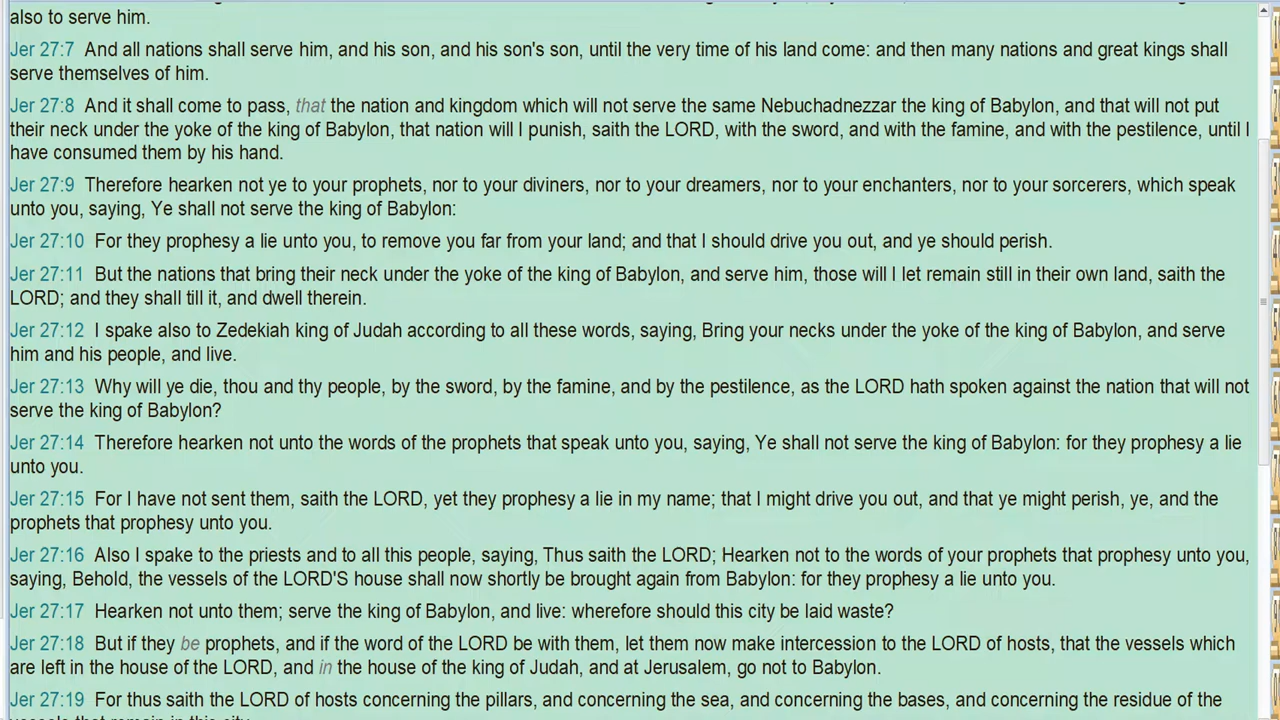 also to serve him.
Jer 27:7 And all nations shall serve him, and his son, and his son's son, until the very time of his land come: and then many nations and great kings shall
serve themselves of him.
Jer 27:8 And it shall come to pass, that the nation and kingdom which will not serve the same Nebuchadnezzar the king of Babylon, and that will not put
their neck under the yoke of the king of Babylon, that nation will I punish, saith the LORD, with the sword, and with the famine, and with the pestilence, until I
have consumed them by his hand.
Jer 27:9 Therefore hearken not ye to your prophets, nor to your diviners, nor to your dreamers, nor to your enchanters, nor to your sorcerers, which speak
unto you, saying, Ye shall not serve the king of Babylon:
Jer 27:10 For they prophesy a lie unto you, to remove you far from your land; and that I should drive you out, and ye should perish.
Jer 27:11 But the nations that bring their neck under the yoke of the king of Babylon, and serve him, those will I let remain still in their own land, saith the
LORD; and they shall till it, and dwell therein.
Jer 27:12 I spake also to Zedekiah king of Judah according to all these words, saying, Bring your necks under the yoke of the king of Babylon, and serve
him and his people, and live.
Jer 27:13 Why will ye die, thou and thy people, by the sword, by the famine, and by the pestilence, as the LORD hath spoken against the nation that will not
serve the king of Babylon?
Jer 27:14 Therefore hearken not unto the words of the prophets that speak unto you, saying, Ye shall not serve the king of Babylon: for they prophesy a lie
unto you.
Jer 27:15 For I have not sent them, saith the LORD, yet they prophesy a lie in my name; that I might drive you out, and that ye might perish, ye, and the
prophets that prophesy unto you.
Jer 27:16 Also I spake to the priests and to all this people, saying, Thus saith the LORD; Hearken not to the words of your prophets that prophesy unto you,
saying, Behold, the vessels of the LORD'S house shall now shortly be brought again from Babylon: for they prophesy a lie unto you.
Jer 27:17 Hearken not unto them; serve the king of Babylon, and live: wherefore should this city be laid waste?
Jer 27:18 But if they be prophets, and if the word of the LORD be with them, let them now make intercession to the LORD of hosts, that the vessels which
are left in the house of the LORD, and in the house of the king of Judah, and at Jerusalem, go not to Babylon.
Jer 27:19 For thus saith the LORD of hosts concerning the pillars, and concerning the sea, and concerning the bases, and concerning the residue of the